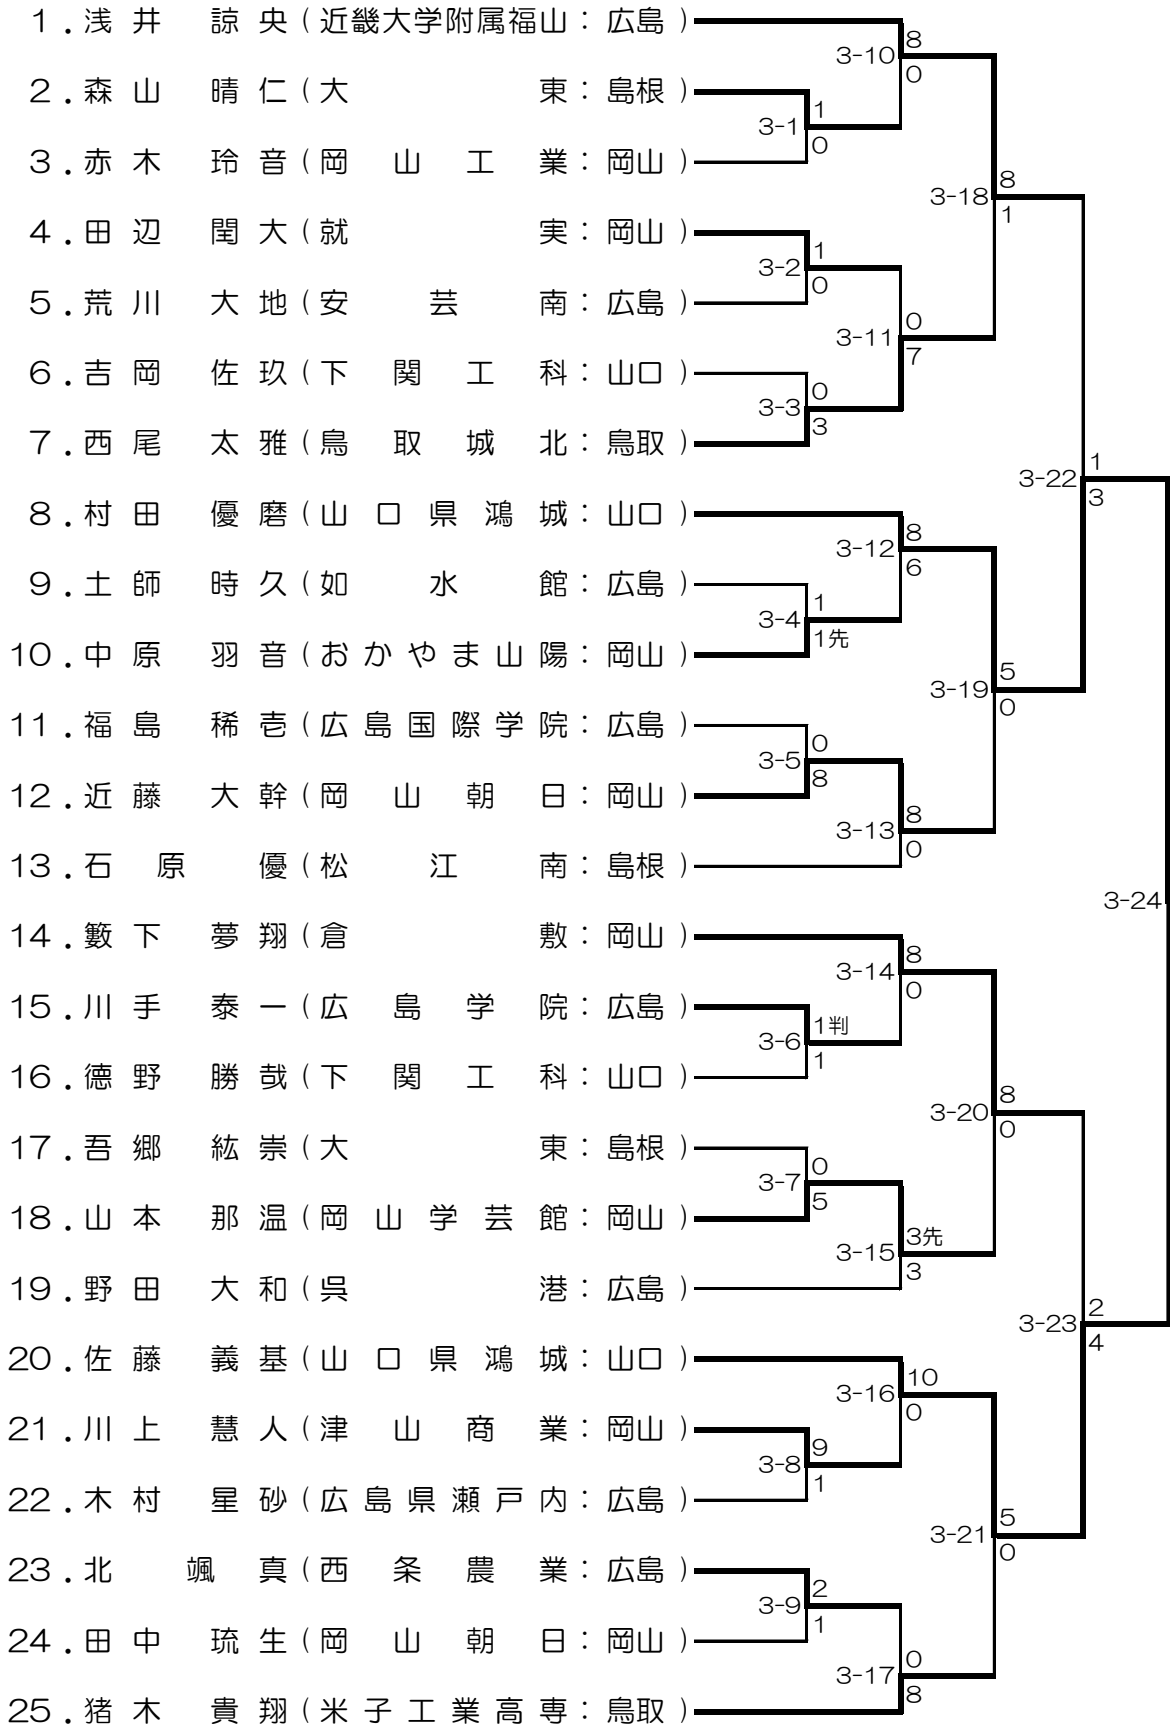 1.浅井 諒央(近畿大学附属福山:広島)
8
3-10
0
2.森山 晴仁(大東:島根)
1
3-1
0
3.赤木 玲音(岡山工業:岡山)
8
3-18
1
4.田辺 閏大(就実:岡山)
1
3-2
0
5.荒川 大地(安芸南:広島)
0
3-11
7
6.吉岡 佐玖(下関工科:山口)
0
3-3
3
7.西尾 太雅(鳥取城北:鳥取)
1
3-22
3
8.村田 優磨(山口県鴻城:山口)
8
3-12
6
9.土師 時久(如水館:広島)
1
3-4
1先
10.中原 羽音(おかやま山陽:岡山)
5
3-19
0
11.福島 稀壱(広島国際学院:広島)
0
3-5
8
12.近藤 大幹(岡山朝日:岡山)
8
3-13
0
13.石原 優(松江南:島根)
3-24
14.籔下 夢翔(倉敷:岡山)
8
3-14
0
15.川手 泰一(広島学院:広島)
1判
3-6
1
16.德野 勝哉(下関工科:山口)
8
3-20
0
17.吾郷 紘崇(大東:島根)
0
3-7
5
18.山本 那温(岡山学芸館:岡山)
3先
3-15
3
19.野田 大和(呉港:広島)
2
3-23
4
20.佐藤 義基(山口県鴻城:山口)
10
3-16
0
21.川上 慧人(津山商業:岡山)
9
3-8
1
22.木村 星砂(広島県瀬戸内:広島)
5
3-21
0
23.北 颯真(西条農業:広島)
2
3-9
1
24.田中 琉生(岡山朝日:岡山)
0
3-17
8
25.猪木 貴翔(米子工業高専:鳥取)